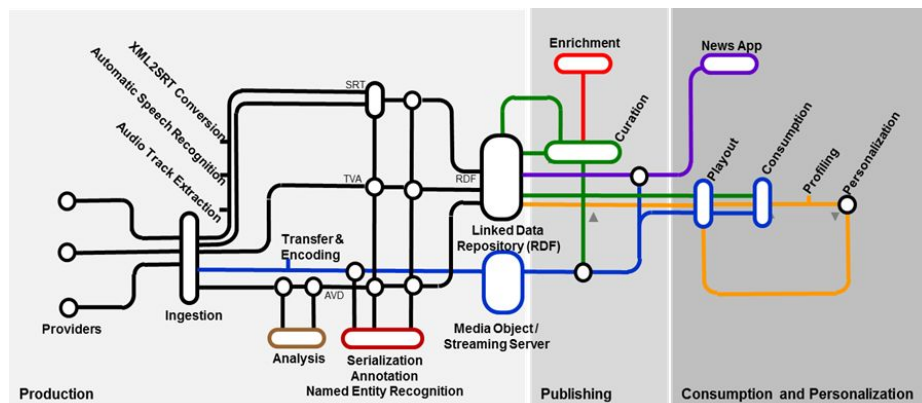 XML2SRT Conversion
Automatic Speech Recognition
Audio Track Extraction
SRT
TVA
RDF
AVD
Providers
Ingestion
Transfer &
Encoding
Analysis
Serialization
Annotation
Named Entity Recognition
Linked Data
Repository (RDF)
Media Object /
Streaming Server
Enrichment
Curation
News App
Playout
Consumption
Profiling
Personalization
Production
Publishing
Consumption and Personalization